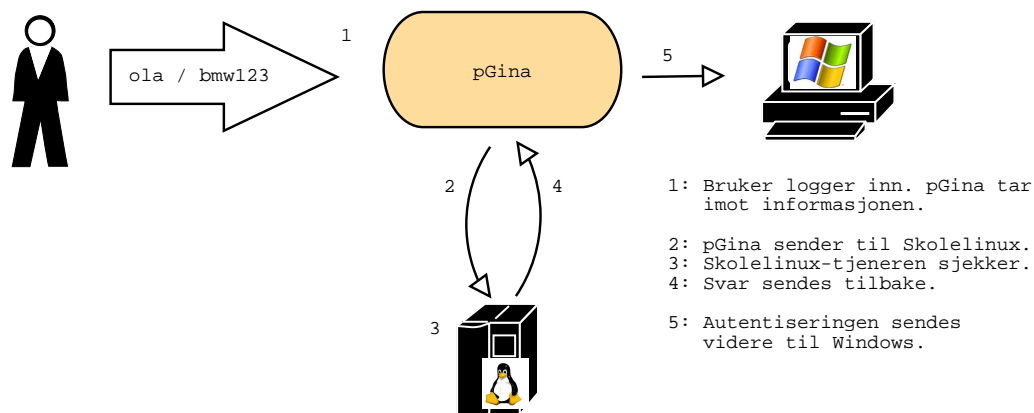 1
ola / bmw123
pGina
5
2
4
3
1: Bruker logger inn. pGina tar
imot informasjonen.
2: pGina sender til Skolelinux.
3: Skolelinux-tjeneren sjekker.
4: Svar sendes tilbake.
5: Autentiseringen sendes
videre til Windows.